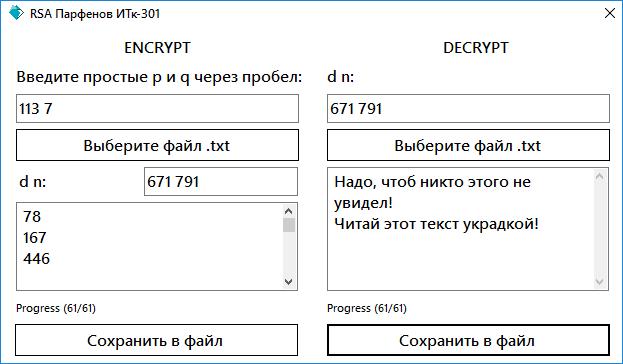 RSA Парфенов ИТк-301
ENCRYPT
Введите простые p и q через пробел:
113 7
Выберите файл .txt
d n:
671 791
78
167
446
Progress (61/61)
Сохранить в файл
DECRYPT
d n:
671 791
Выберите файл .txt
Надо, чтоб никто этого не
увидел!
Читай этот текст украдкой!
Progress (61/61)
Сохранить в файл